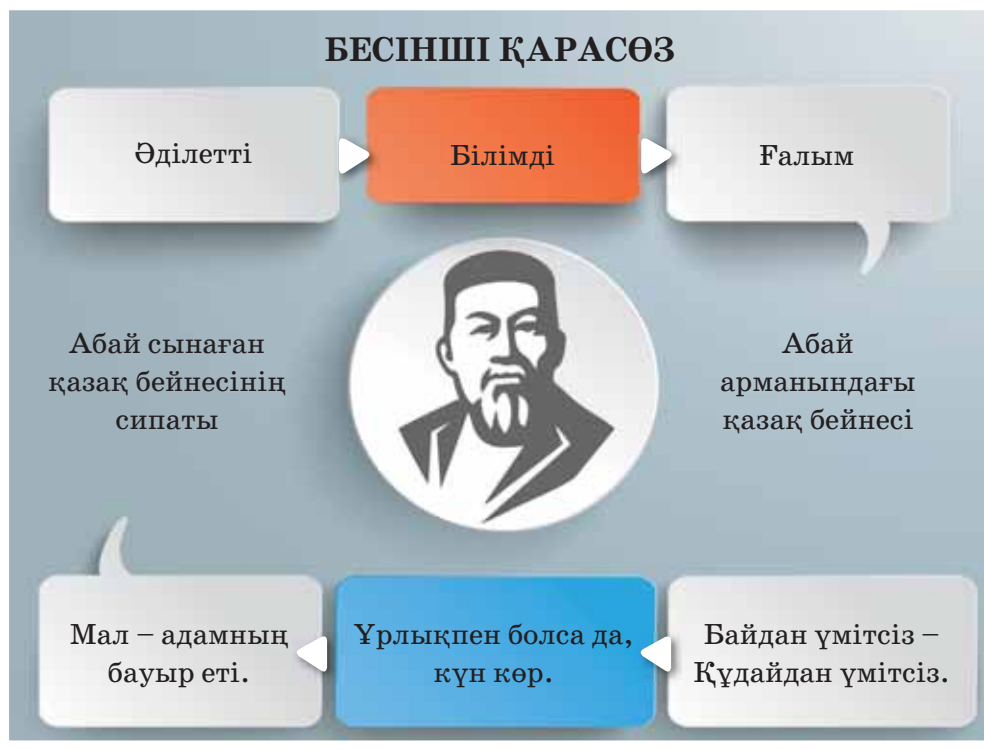 БЕСІНШІ ҚАРАСӨЗ
Әділетті
Білімді
Ғалым
Абай сынаған
қазақ бейнесінің
сипаты
Абай
арманындағы
қазақ бейнесі
Мал – адамның
бауыр еті.
Ұрлықпен болса да,
күн көр.
Байдан үмітсіз –
Құдайдан үмітсіз.